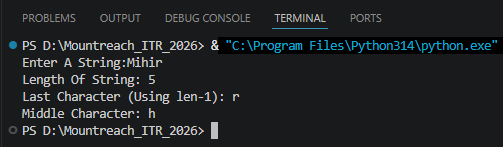 PROBLEMS OUTPUT DEBUG CONSOLE TERMINAL PORTS
PS D:\Mountreach_ITR_2026> & "C:\Program Files\Python314\python.exe"
Enter A String:Mihir
Length Of String: 5
Last Character (Using len-1): r
Middle Character: h
PS D:\Mountreach_ITR_2026>